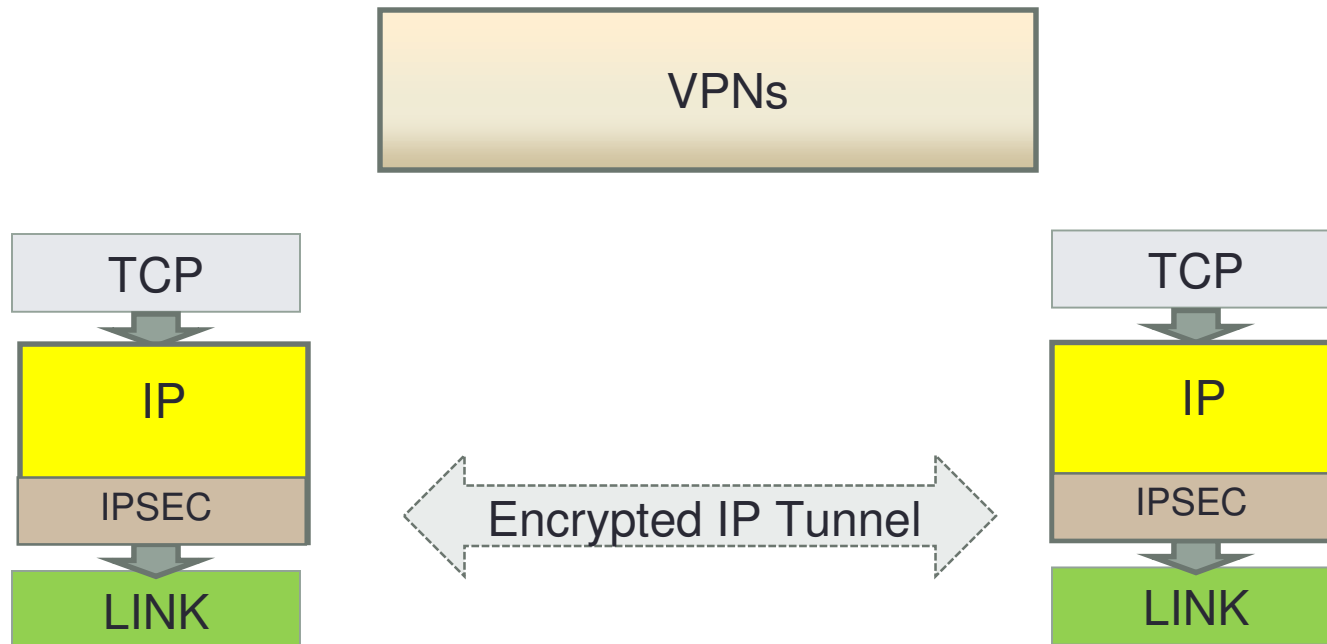 VPNs
TCP
TCP
IP
IP
IPSEC
IPSEC
Encrypted IP Tunnel
LINK
LINK